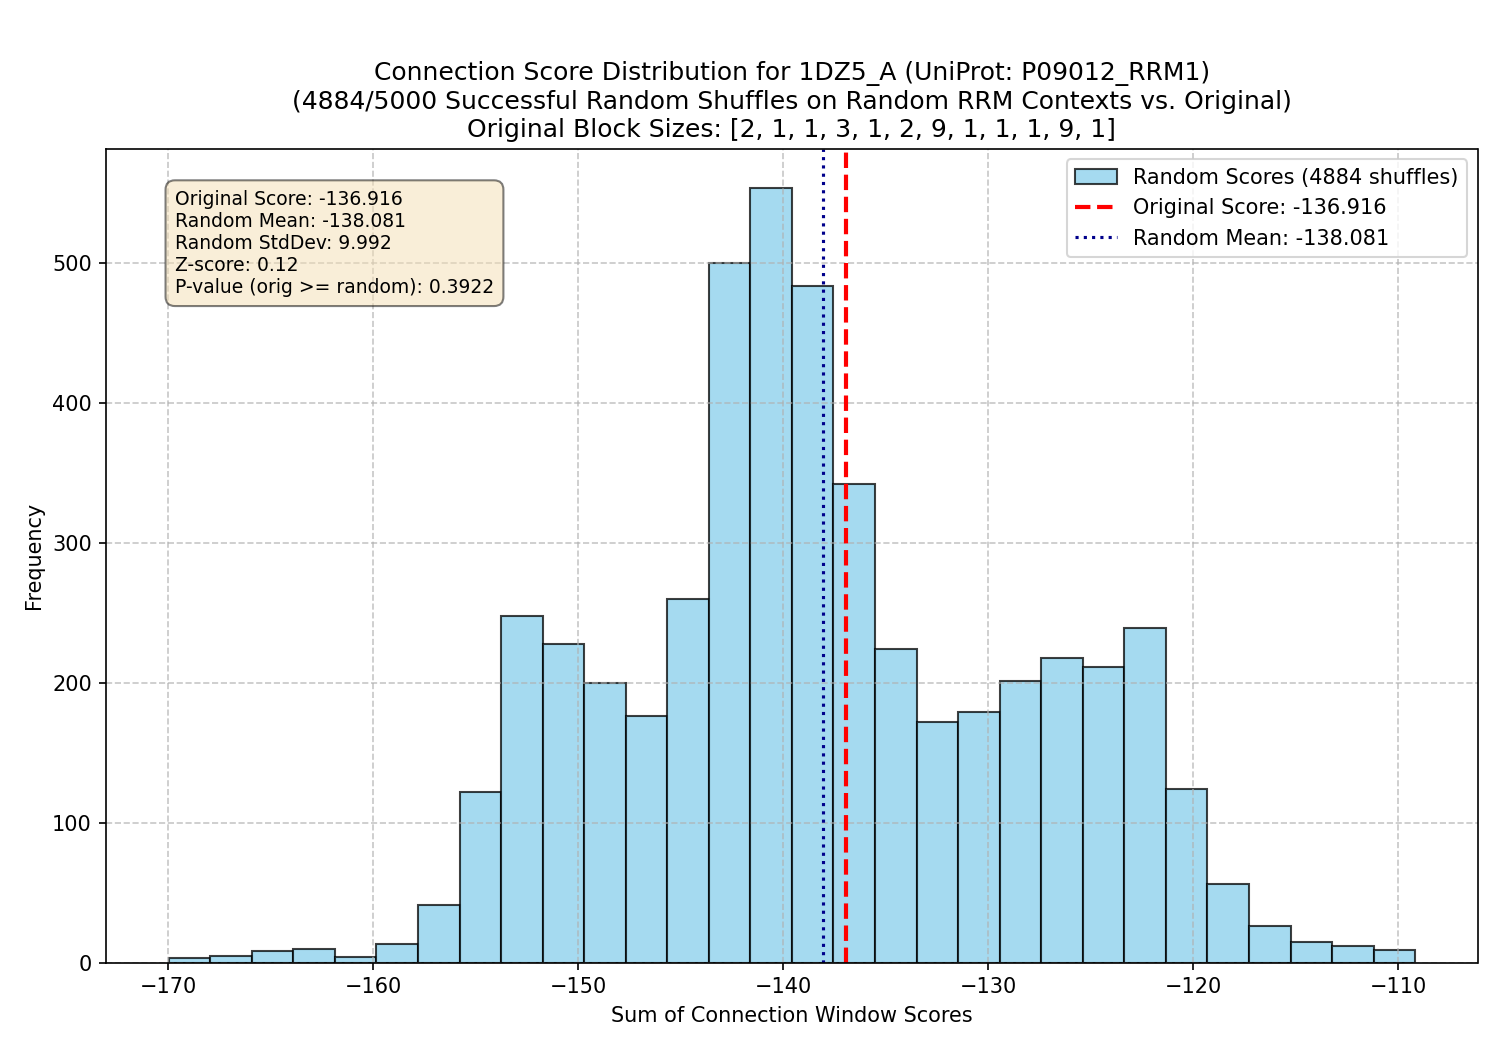 Connection Score Distribution for 1DZ5_A (UniProt: P09012_RRM1)
(4884/5000 Successful Random Shuffles on Random RRM Contexts vs. Original)
Original Block Sizes: [2, 1, 1, 3, 1, 2, 9, 1, 1, 1, 9, 1]
Original Score: -136.916
Random Mean: -138.081
Random StdDev: 9.992
Z-score: 0.12
P-value (orig >= random): 0.3922
Random Scores (4884 shuffles)
Original Score: -136.916
Random Mean: -138.081
Frequency
500
400
300
200
100
0
−170 −160 −150 −140 −130 −120 −110
Sum of Connection Window Scores